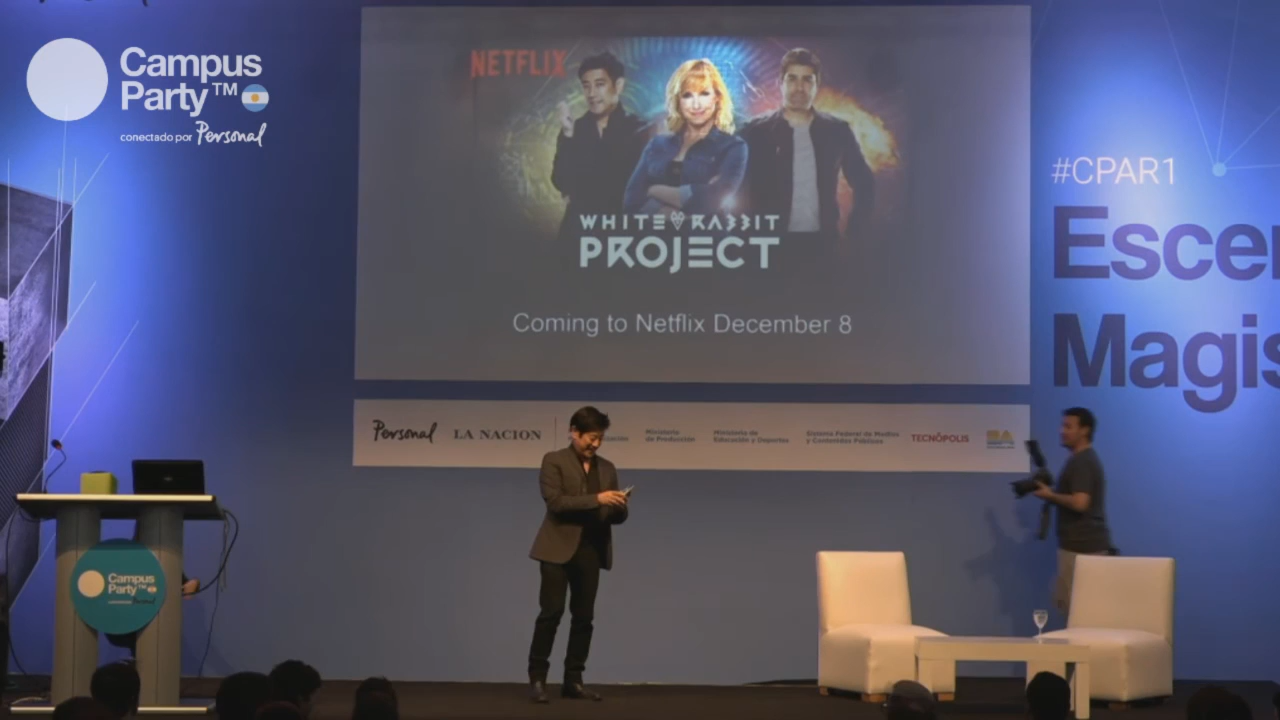 Campus
Party™
conectado por Personal
NETFLIX
WHITE RABBIT
PROJECT
Coming to Netflix December 8
#CPAR1
Escen
Magis
Personal
LA NACION
Ministerio
de Producción
Ministerio de
Educación y Deportes
Sistema Federal de Medios
y Contenidos Públicos
TECNÓPOLIS
BA
Campus
Party™